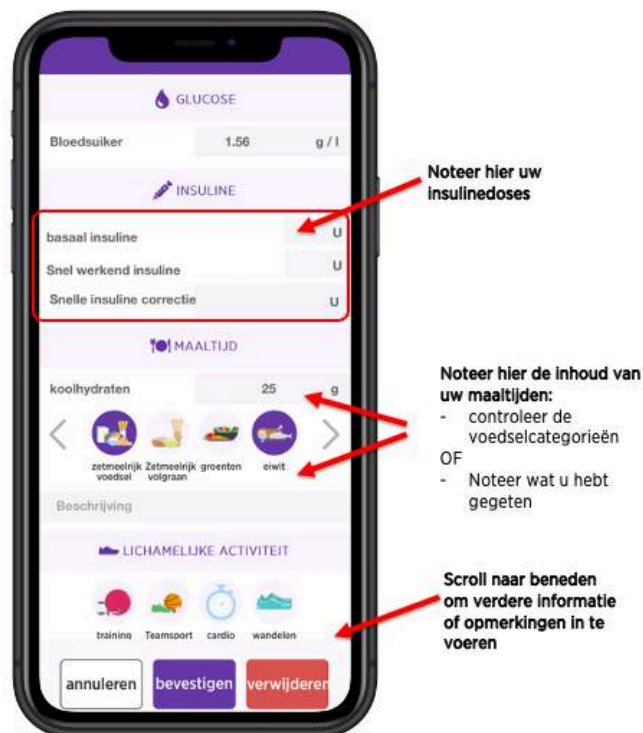 GLUCOSE
Bloedsuiker 1.56 g / l
INSULINE
basaal insuline U
Snel werkend insuline U
Snelle insuline correctie U
MAALTIJD
koolhydraten 25 g
zetmeelrijk voedsel
Zetmeelrijk volgraan
groenten
eiwit
Beschrijving
LICHAMELIJKE ACTIVITEIT
training Teamsport cardio wandelen
annuleren bevestigen verwijderen
Noteer hier uw
insulinedoses
Noteer hier de inhoud van
uw maaltijden:
- controleer de
voedselcategorieën
OF
- Noteer wat u hebt
gegeten
Scroll naar beneden
om verdere informatie
of opmerkingen in te
voeren